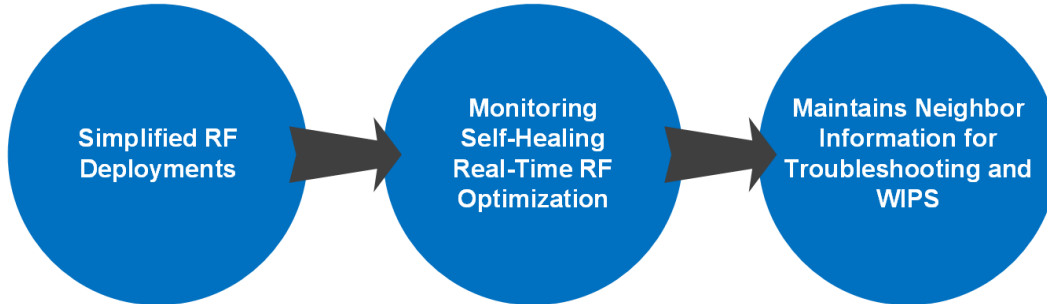 Simplified RF
Deployments
Monitoring
Self-Healing
Real-Time RF
Optimization
Maintains Neighbor
Information for
Troubleshooting and
WIPS